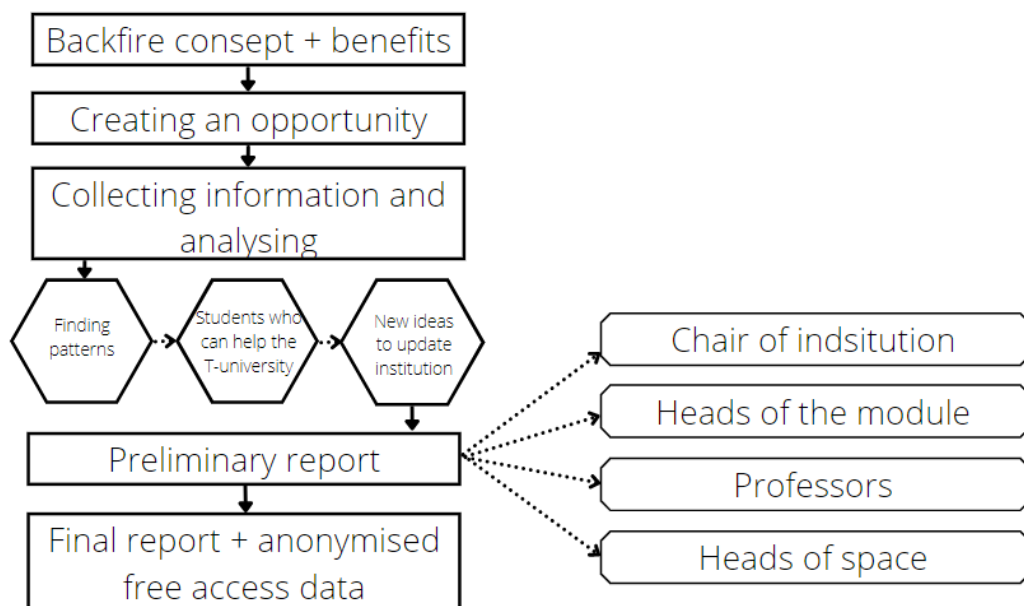 Backfire consept + benefits
Creating an opportunity
Collecting information and
analysing
Finding
patterns
Students who
can help the
T-university
New ideas
to update
institution
Preliminary report
Final report + anonymised
free access data
Chair of indsitution
Heads of the module
Professors
Heads of space